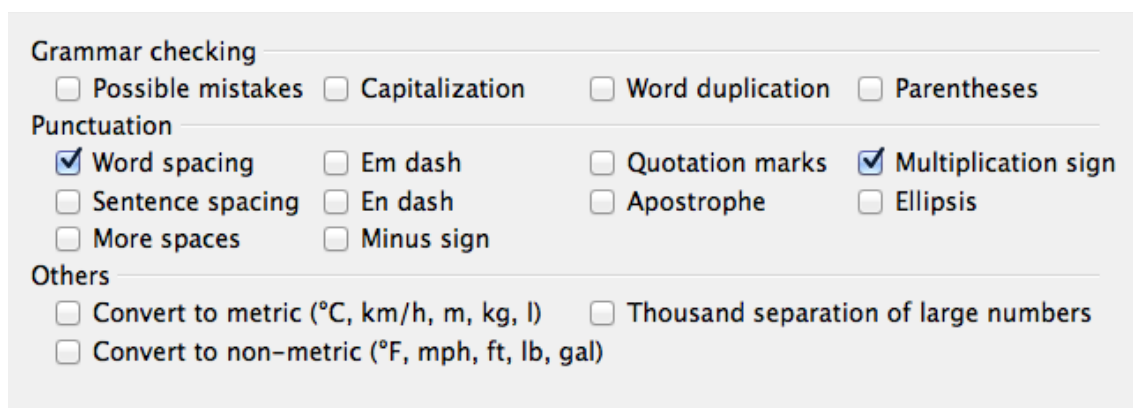 Grammar checking
Possible mistakes Capitalization Word duplication Parentheses
Punctuation
Word spacing Em dash Quotation marks Multiplication sign
Sentence spacing En dash Apostrophe Ellipsis
More spaces Minus sign
Others
Convert to metric (°C, km/h, m, kg, l) Thousand separation of large numbers
Convert to non-metric (°F, mph, ft, lb, gal)